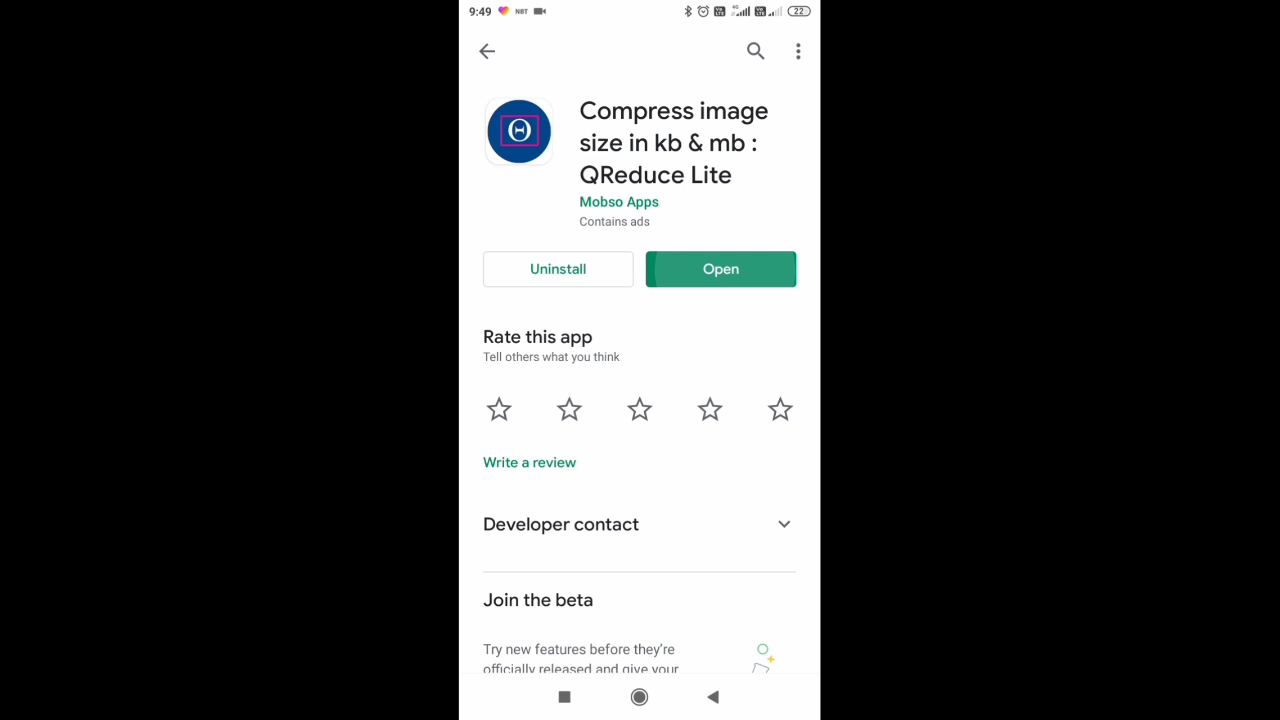 9:49 NBT 4G 22
Compress image
size in kb & mb :
QReduce Lite
Mobso Apps
Contains ads
Uninstall Open
Rate this app
Tell others what you think
Write a review
Developer contact
Join the beta
Try new features before they're
officially released and give your